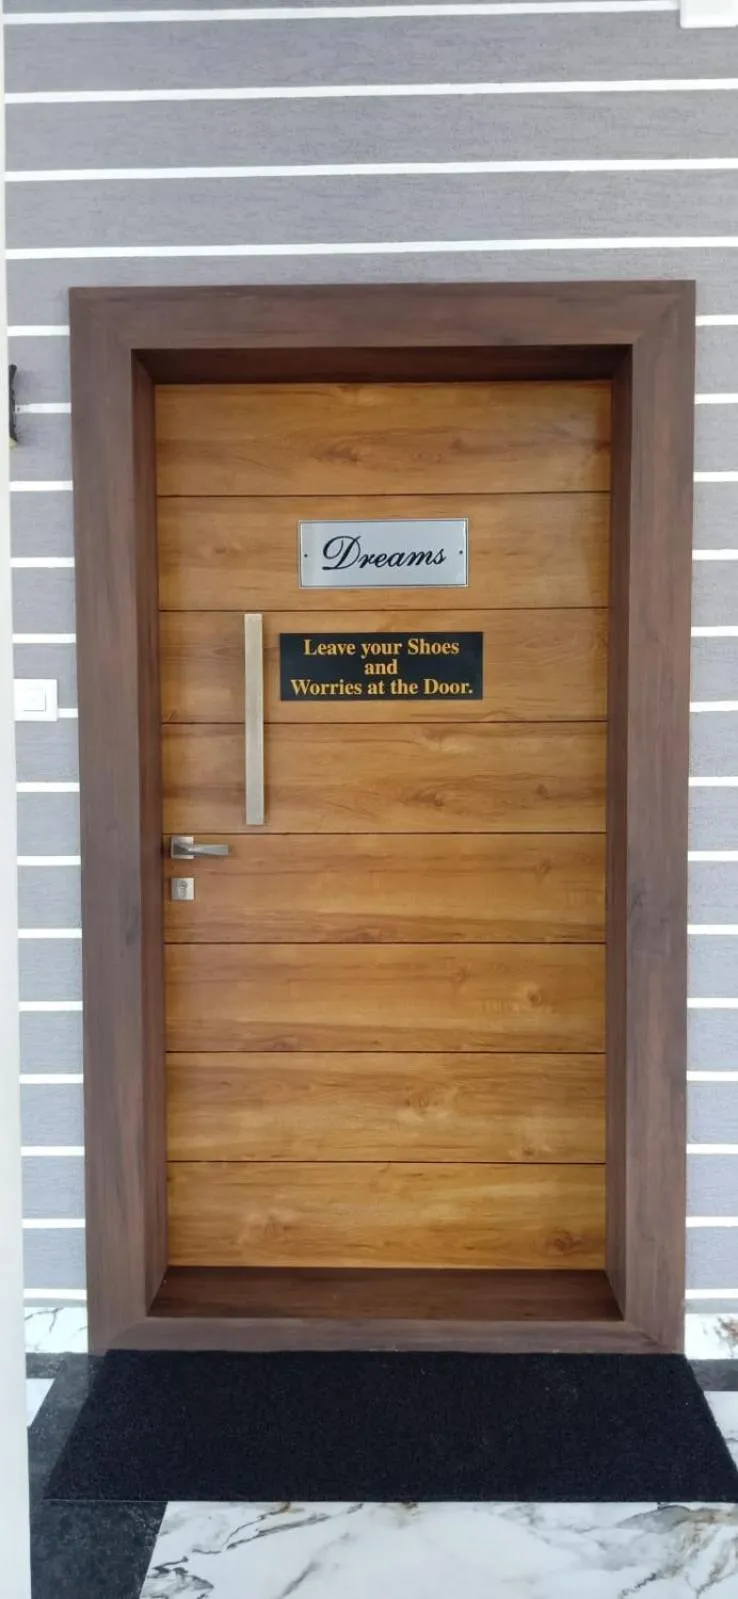 Dreams
Leave your Shoes
and
Worries at the Door.